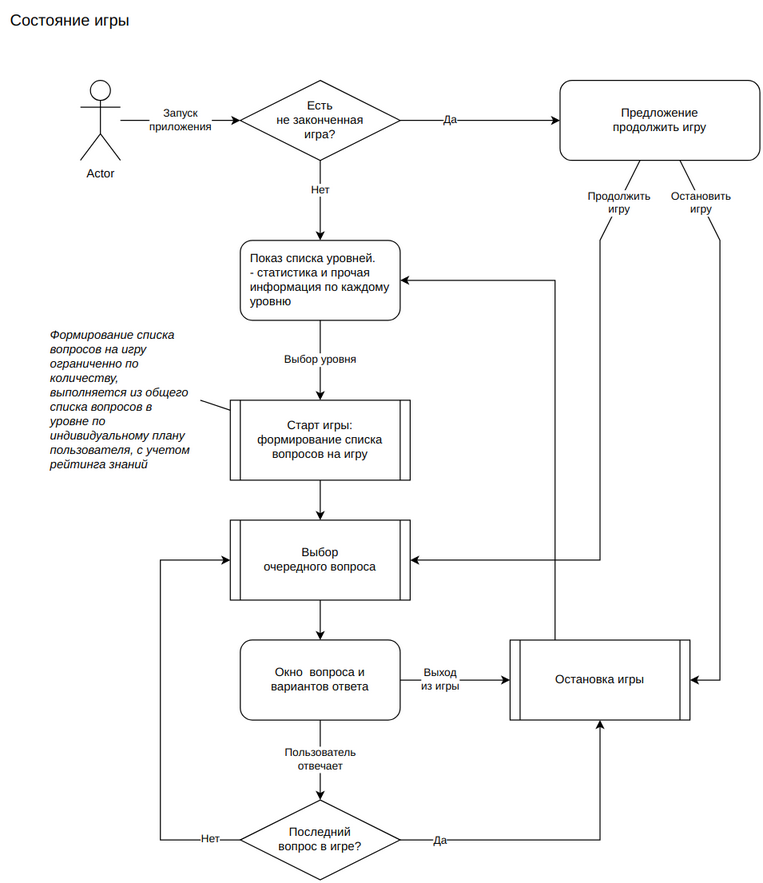 Состояние игры
Запуск
приложения
Actor
Есть
не законченная
игра?
Да
Предложение
продолжить игру
Нет
Продолжить
игру
Остановить
игру
Показ списка уровней.
- статистика и прочая
информация по каждому
уровню
Выбор уровня
Формирование списка
вопросов на игру
ограниченно по
количеству,
выполняется из общего
списка вопросов в
уровне по
индивидуальному плану
пользователя, с учетом
рейтинга знаний
Старт игры:
формирование списка
вопросов на игру
Выбор
очередного вопроса
Окно вопроса и
вариантов ответа
Выход
из игры
Остановка игры
Пользователь
отвечает
Последний
вопрос в игре?
Нет
Да